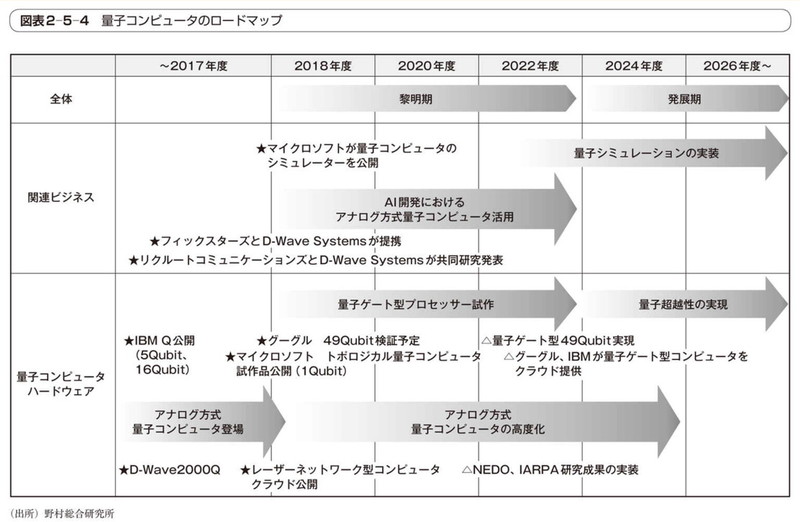 図表2-5-4 量子コンピュータのロードマップ
～2017年度 2018年度 2020年度 2022年度 2024年度 2026年度～
全体
黎明期
発展期
関連ビジネス
★マイクロソフトが量子コンピュータの
シミュレーターを公開
量子シミュレーションの実装
AI開発における
アナログ方式量子コンピュータ活用
★フィックスターズとD-Wave Systemsが提携
★リクルートコミュニケーションズとD-Wave Systemsが共同研究発表
量子コンピュータ
ハードウェア
量子ゲート型プロセッサー試作
量子超越性の実現
★IBM Q公開
（5Qubit、
16Qubit）
★グーグル 49Qubit検証予定
★マイクロソフト トポロジカル量子コンピュータ
試作品公開（1Qubit）
△量子ゲート型49Qubit実現
△グーグル、IBMが量子ゲート型コンピュータを
クラウド提供
アナログ方式
量子コンピュータ登場
アナログ方式
量子コンピュータの高度化
★D-Wave2000Q
★レーザーネットワーク型コンピュータ
クラウド公開
△NEDO、IARPA研究成果の実装
（出所）野村総合研究所